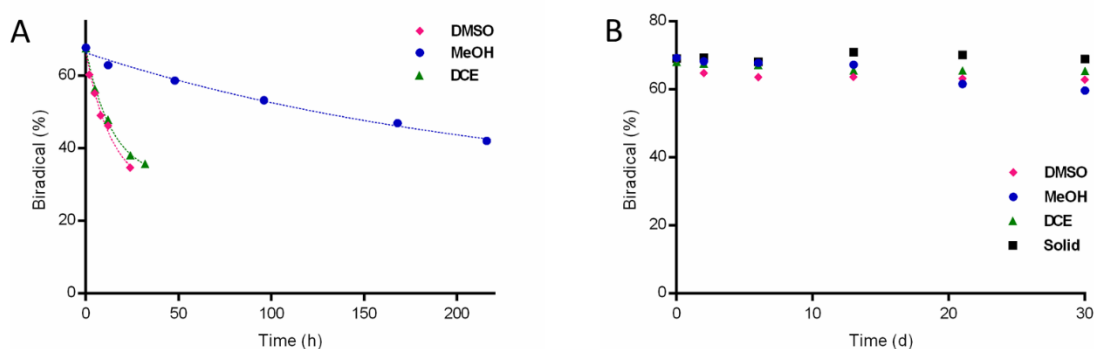 A
DMSO
MeOH
DCE
Biradical (%)
60
40
20
0
0 50 100 150 200
Time (h)
B
80
60
40
20
0
Biradical (%)
DMSO
MeOH
DCE
Solid
0 10 20 30
Time (d)